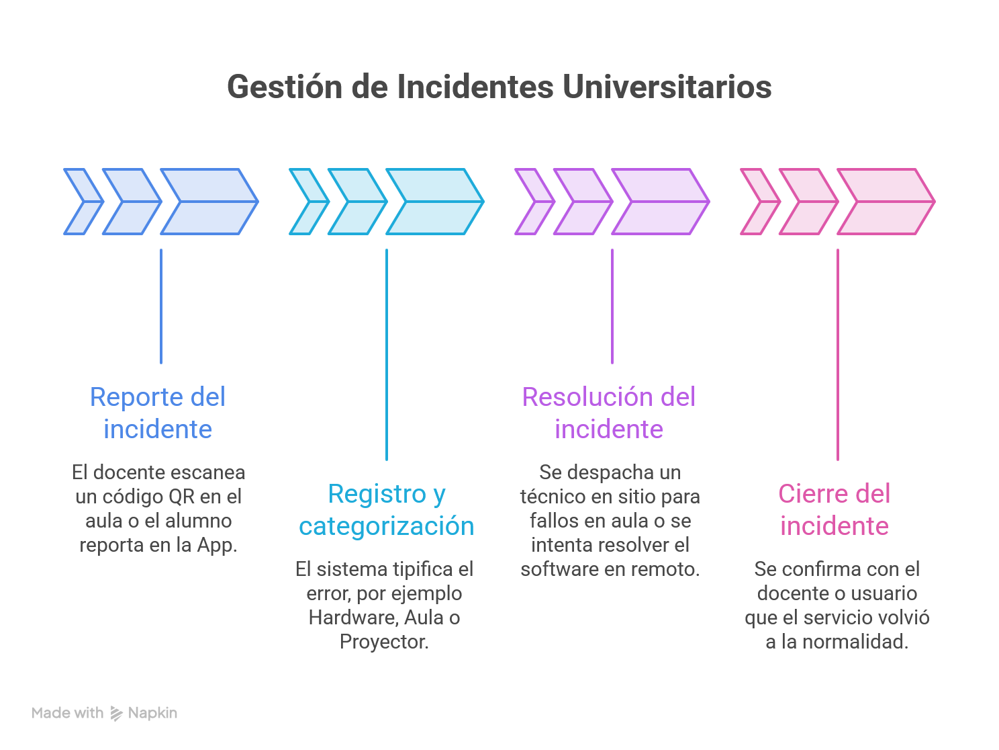 Gestión de Incidentes Universitarios
Reporte del
incidente
El docente escanea
un código QR en el
aula o el alumno
reporta en la App.
Registro y
categorización
El sistema tipifica el
error, por ejemplo
Hardware, Aula o
Proyector.
Resolución del
incidente
Se despacha un
técnico en sitio para
fallos en aula o se
intenta resolver el
software en remoto.
Cierre del
incidente
Se confirma con el
docente o usuario
que el servicio volvió
a la normalidad.
Made with Napkin